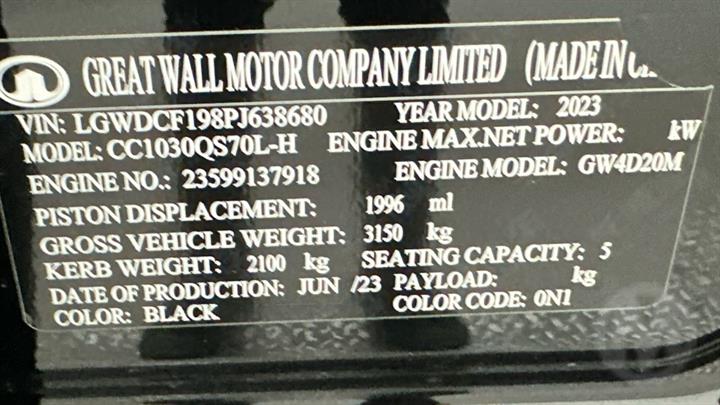 GREAT WALL MOTOR COMPANY LIMITED (MADE IN
VIN: LGWDCF198PJ638680 YEAR MODEL: 2023
MODEL: CC1030QS70L-H ENGINE MAX.NET POWER: kW
ENGINE NO.: 23599137918 ENGINE MODEL: GW4D20M
PISTON DISPLACEMENT: 1996 ml
GROSS VEHICLE WEIGHT: 3150 kg
KERB WEIGHT: 2100 kg SEATING CAPACITY: 5
DATE OF PRODUCTION: JUN /23 PAYLOAD: kg
COLOR: BLACK COLOR CODE: 0N1